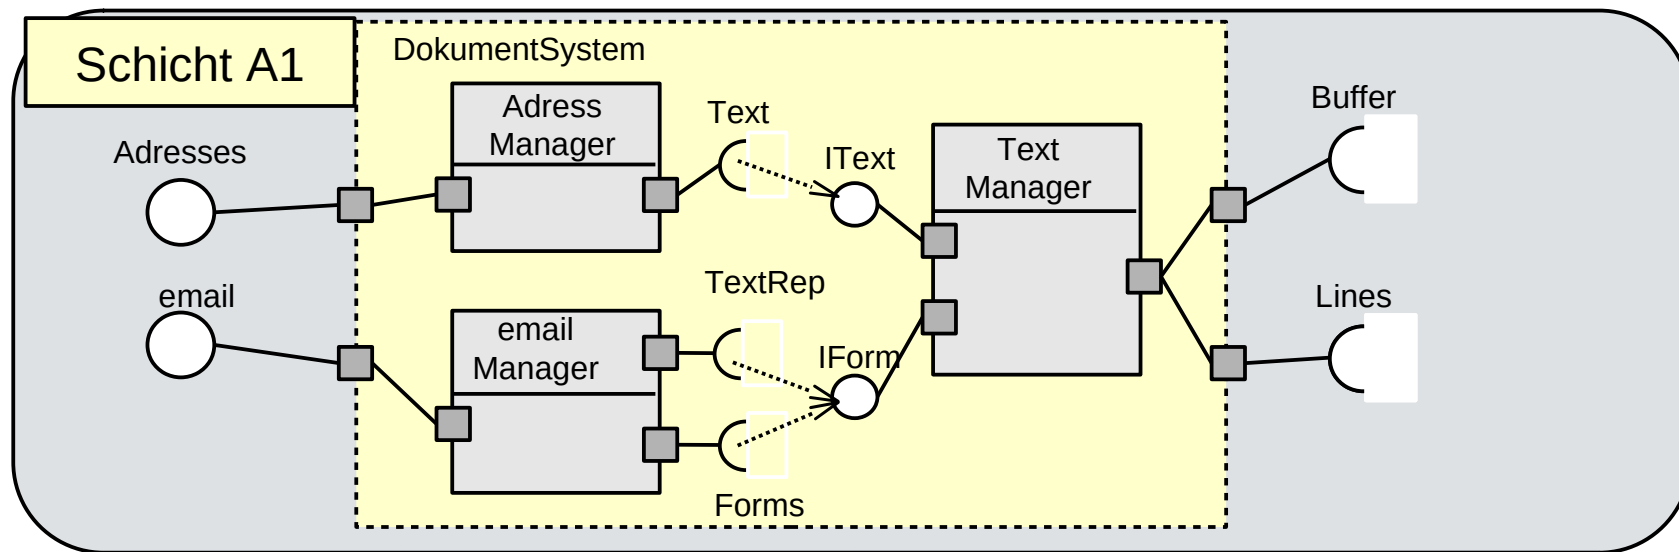 Schicht A1
DokumentSystem
Adress
Manager
Text
Buffer
Adresses
IText
Text
Manager
email
TextRep
Lines
email
Manager
IForm
Forms